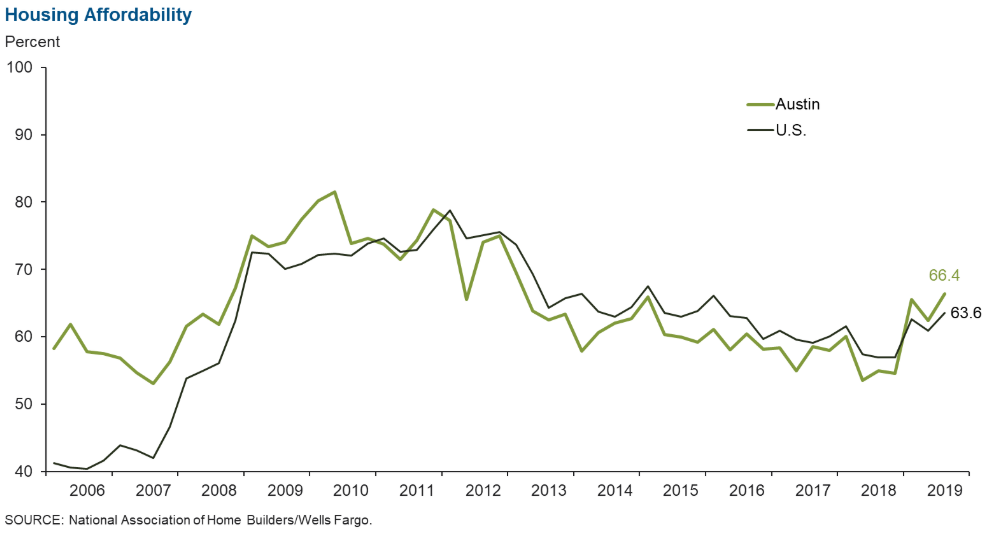 Housing Affordability
Percent
100
90
80
70
60
50
40
Austin
U.S.
66.4
63.6
2006 2007 2008 2009 2010 2011 2012 2013 2014 2015 2016 2017 2018 2019
SOURCE: National Association of Home Builders/Wells Fargo.